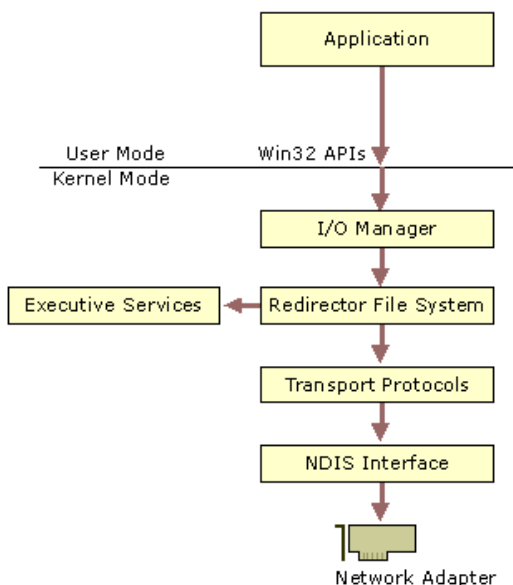 Application
User Mode
Win32 APIs
Kernel Mode
I/O Manager
Executive Services
Redirector File System
Transport Protocols
NDIS Interface
Network Adapter